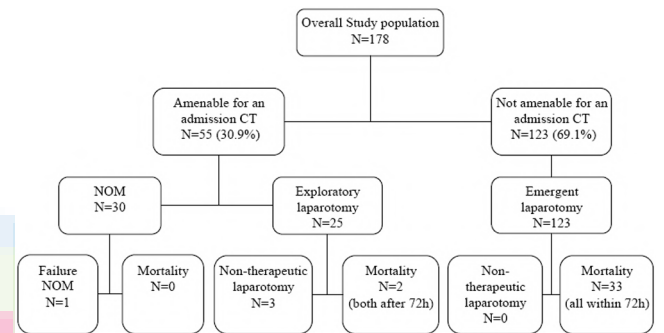 Overall Study population
N=178
Amenable for an
admission CT
N=55 (30.9%)
Not amenable for an
admission CT
N=123 (69.1%)
NOM
N=30
Exploratory
laparotomy
N=25
Emergent
laparotomy
N=123
Failure
NOM
N=1
Mortality
N=0
Non-therapeutic
laparotomy
N=3
Mortality
N=2
(both after 72h)
Non-
therapeutic
laparotomy
N=0
Mortality
N=33
(all within 72h)